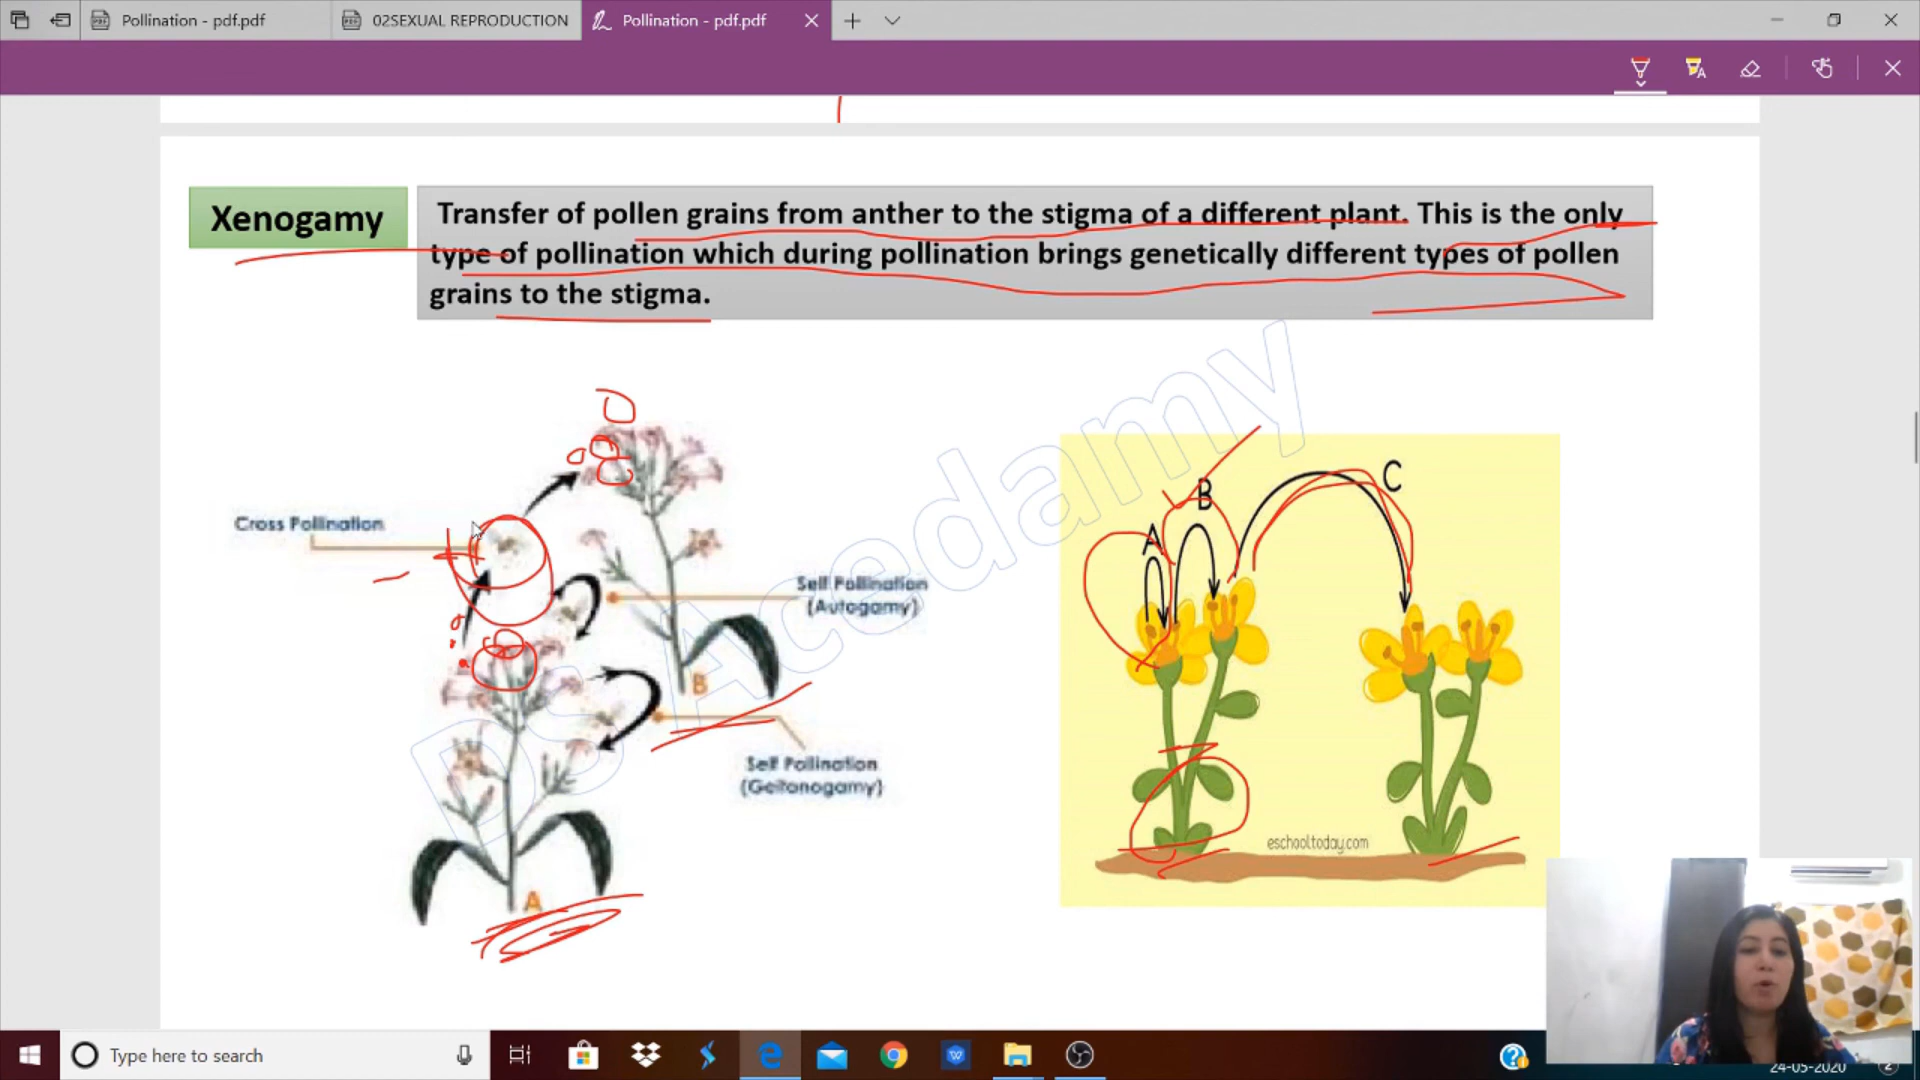 Pollination - pdf.pdf
02SEXUAL REPRODUCTION
Pollination - pdf.pdf
Xenogamy
Transfer of pollen grains from anther to the stigma of a different plant. This is the only
type of pollination which during pollination brings genetically different types of pollen
grains to the stigma.
Cross Pollination
Self Pollination
(Autogamy)
B
Self Pollination
(Geitonogamy)
A
A
B
C
eschooltoday.com
DS Acedamy
Type here to search
24-05-2020
2